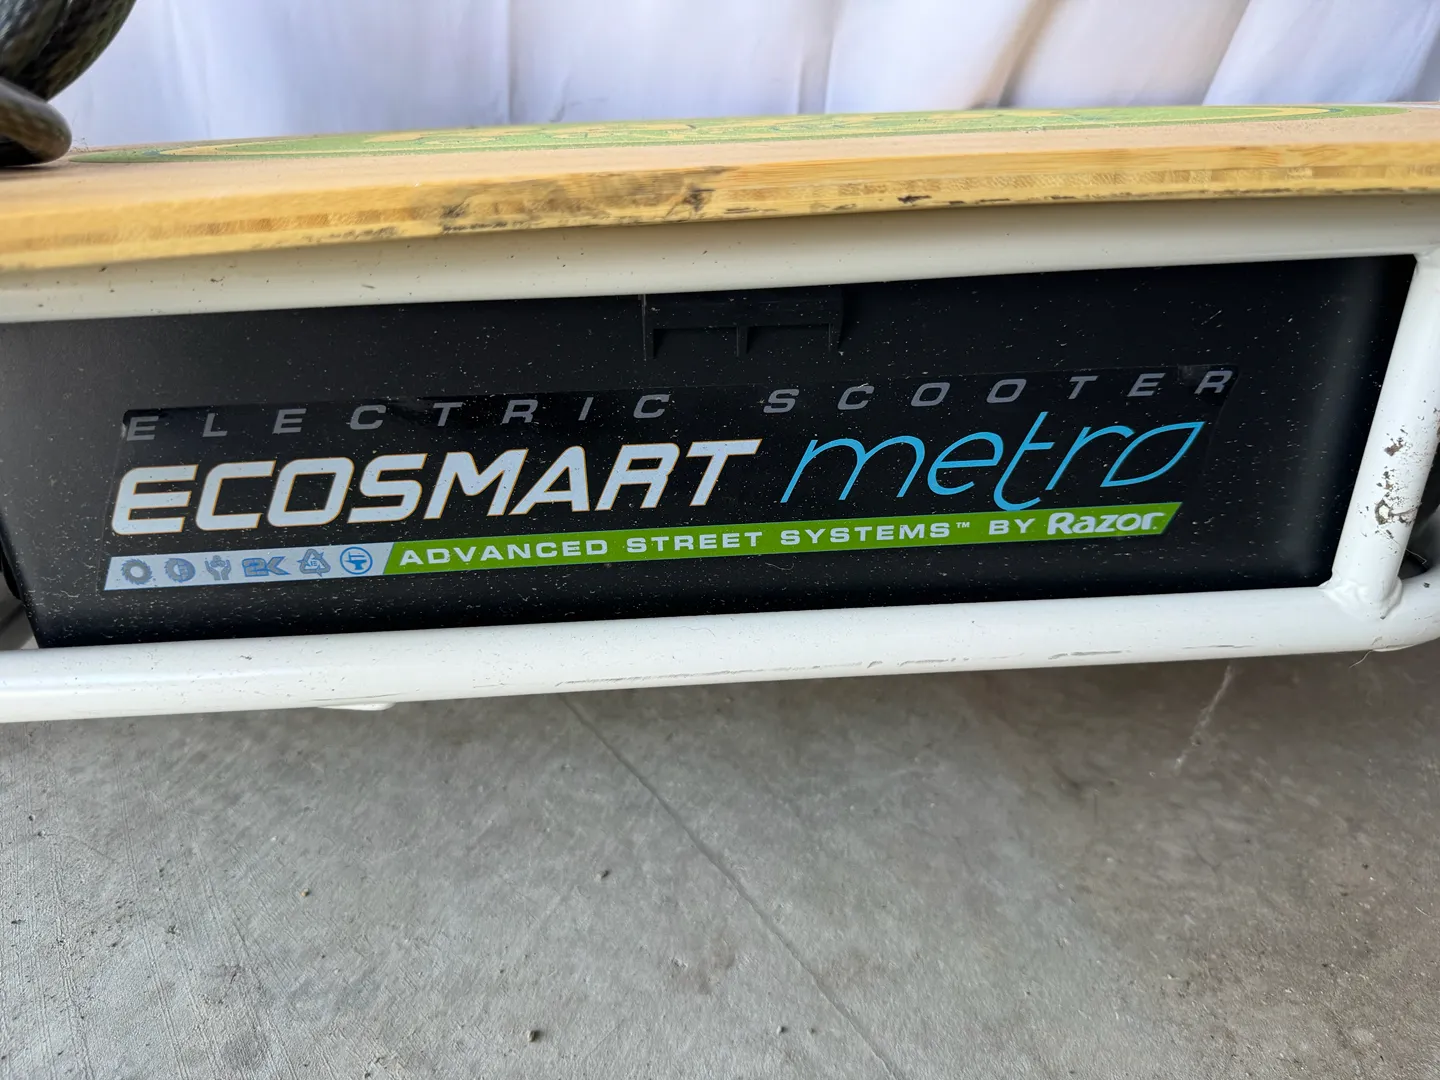 ELECTRIC SCOOTER
ECOSMART metro
ADVANCED STREET SYSTEMS™ BY Razor